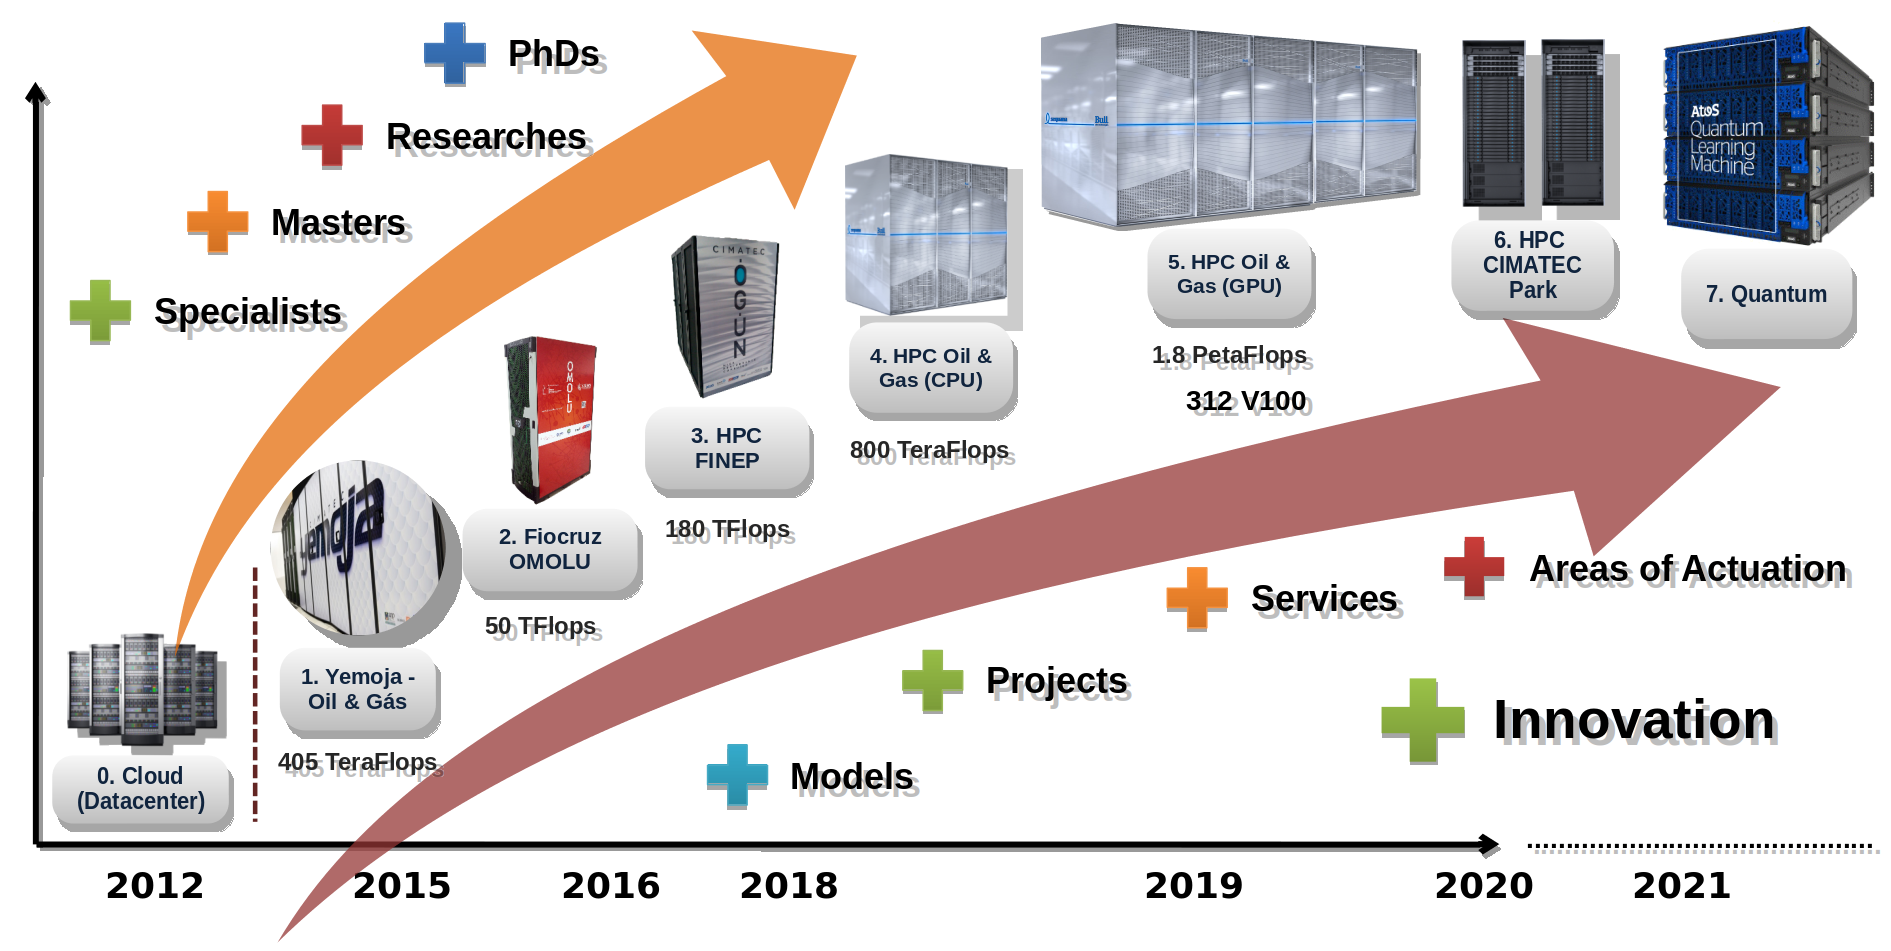 PhDs
Researches
Masters
Specialists
CIMATEC
OGUN
OMOLU
yemoja
Bull
Bull
Atos
Quantum
Learning
Machine
0. Cloud
(Datacenter)
1. Yemoja -
Oil & Gás
405 TeraFlops
2. Fiocruz
OMOLU
50 TFlops
3. HPC
FINEP
180 TFlops
4. HPC Oil &
Gas (CPU)
800 TeraFlops
5. HPC Oil &
Gas (GPU)
1.8 PetaFlops
312 V100
6. HPC
CIMATEC
Park
7. Quantum
Models
Projects
Services
Areas of Actuation
Innovation
2012
2015
2016
2018
2019
2020
2021